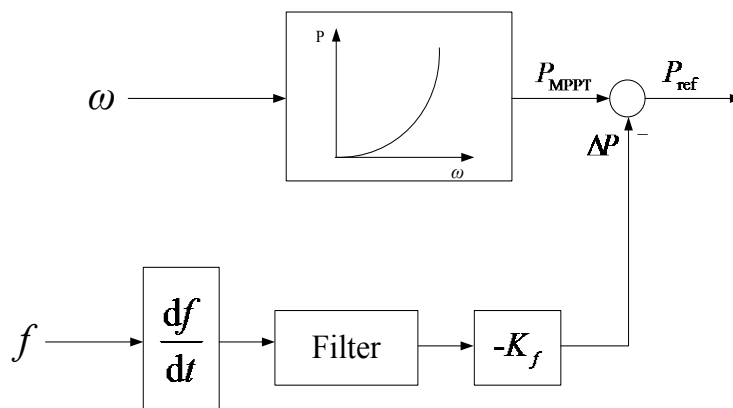 P
ω
ω
P_MPPT
P_ref
ΔP
−
f
df
dt
Filter
-K_f